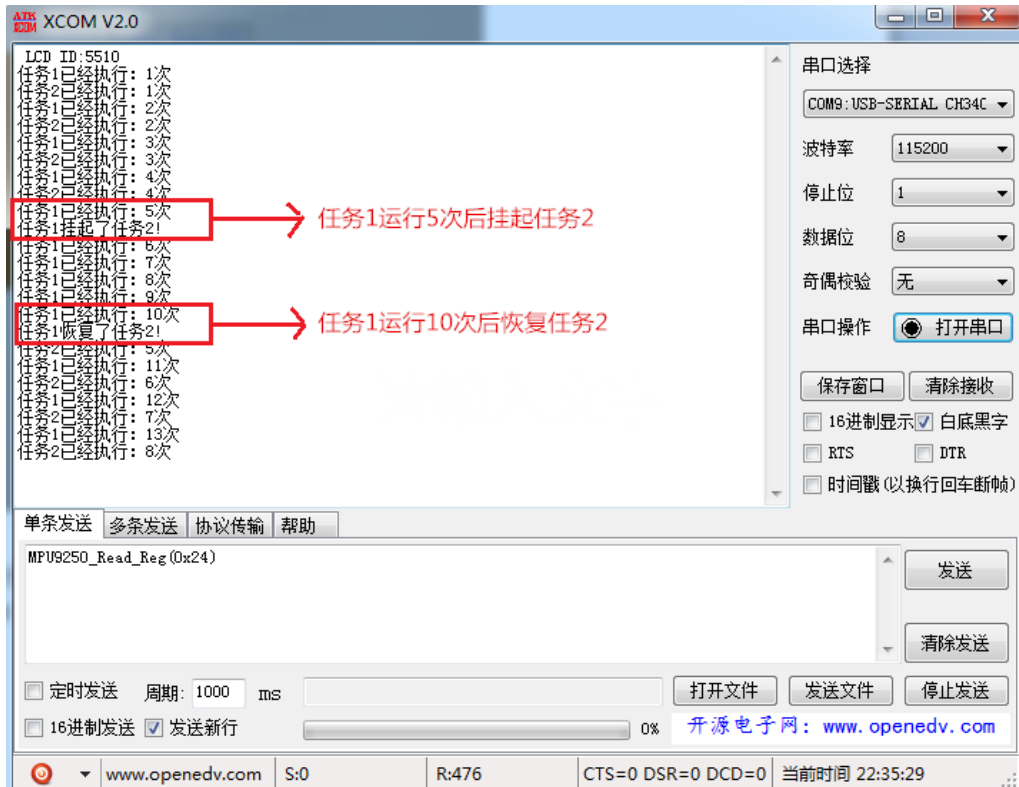 ATK XCOM XCOM V2.0
LCD ID:5510
任务1已经执行: 1次
任务2已经执行: 1次
任务1已经执行: 2次
任务2已经执行: 2次
任务1已经执行: 3次
任务2已经执行: 3次
任务1已经执行: 4次
任务2已经执行: 4次
任务1已经执行: 5次
任务1挂起了任务2!
任务1运行5次后挂起任务2
任务1已经执行: 6次
任务1已经执行: 7次
任务1已经执行: 8次
任务1已经执行: 9次
任务1已经执行: 10次
任务1恢复了任务2!
任务1运行10次后恢复任务2
任务2已经执行: 5次
任务1已经执行: 11次
任务2已经执行: 6次
任务1已经执行: 12次
任务2已经执行: 7次
任务1已经执行: 13次
任务2已经执行: 8次
串口选择
COM9:USB-SERIAL CH34C
波特率 115200
停止位 1
数据位 8
奇偶校验 无
串口操作 打开串口
保存窗口 清除接收
16进制显示 白底黑字
RTS DTR
时间戳(以换行回车断帧)
单条发送 多条发送 协议传输 帮助
MPU9250_Read_Reg(0x24)
发送
清除发送
定时发送 周期: 1000 ms 打开文件 发送文件 停止发送
16进制发送 发送新行 0% 开源电子网: www.openedv.com
www.openedv.com S:0 R:476 CTS=0 DSR=0 DCD=0 当前时间 22:35:29